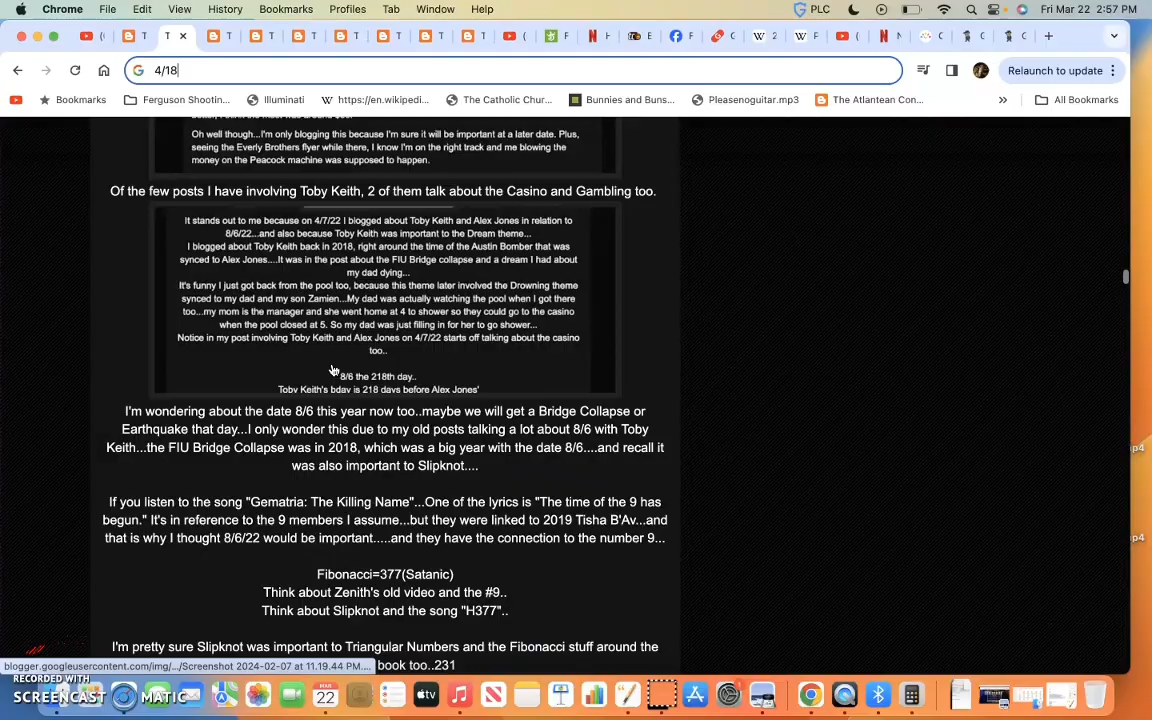 Chrome File Edit View History Bookmarks Profiles Tab Window Help PLC Fri Mar 22 2:57 PM
( T T T T T T T T T ( F H E F C 2 F ( N C C C
4/18
Relaunch to update
Bookmarks Ferguson Shootin... Illuminati https://en.wikipedi... The Catholic Chur... Bunnies and Buns... Pleasenoguitar.mp3 The Atlantean Con... » All Bookmarks
Oh well though...I'm only blogging this because I'm sure it will be important at a later date. Plus,
seeing the Everly Brothers flyer while there, I know I'm on the right track and me blowing the
money on the Peacock machine was supposed to happen.
Of the few posts I have involving Toby Keith, 2 of them talk about the Casino and Gambling too.
It stands out to me because on 4/7/22 I blogged about Toby Keith and Alex Jones in relation to
8/6/22...and also because Toby Keith was important to the Dream theme...
I blogged about Toby Keith back in 2018, right around the time of the Austin Bomber that was
synced to Alex Jones....It was in the post about the FIU Bridge collapse and a dream I had about
my dad dying...
It's funny I just got back from the pool too, because this theme later involved the Drowning theme
synced to my dad and my son Zamien...My dad was actually watching the pool when I got there
too...my mom is the manager and she went home at 4 to shower so they could go to the casino
when the pool closed at 5. So my dad was just filling in for her to go shower...
Notice in my post involving Toby Keith and Alex Jones on 4/7/22 starts off talking about the casino
too..
8/6 the 218th day..
Toby Keith's bday is 218 days before Alex Jones'
I'm wondering about the date 8/6 this year now too..maybe we will get a Bridge Collapse or
Earthquake that day...I only wonder this due to my old posts talking a lot about 8/6 with Toby
Keith...the FIU Bridge Collapse was in 2018, which was a big year with the date 8/6....and recall it
was also important to Slipknot....
If you listen to the song "Gematria: The Killing Name"...One of the lyrics is "The time of the 9 has
begun." It's in reference to the 9 members I assume...but they were linked to 2019 Tisha B'Av...and
that is why I thought 8/6/22 would be important.....and they have the connection to the number 9...
Fibonacci=377(Satanic)
Think about Zenith's old video and the #9..
Think about Slipknot and the song "H377"..
I'm pretty sure Slipknot was important to Triangular Numbers and the Fibonacci stuff around the
book too..231
blogger.googleusercontent.com/img/.../Screenshot 2024-02-07 at 11.19.44 PM....
RECORDED WITH
SCREENCAST MATIC
MAR
22
tv
p4
p4